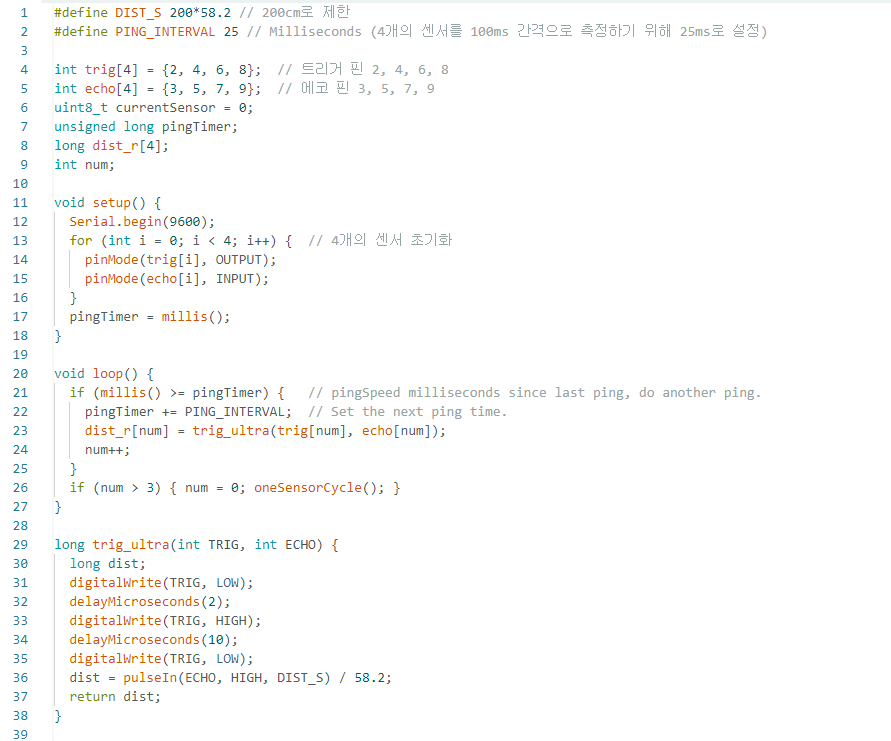 1 #define DIST_S 200*58.2 // 200cm로 제한
2 #define PING_INTERVAL 25 // Milliseconds (4개의 센서를 100ms 간격으로 측정하기 위해 25ms로 설정)
3
4 int trig[4] = {2, 4, 6, 8};  // 트리거 핀 2, 4, 6, 8
5 int echo[4] = {3, 5, 7, 9};  // 에코 핀 3, 5, 7, 9
6 uint8_t currentSensor = 0;
7 unsigned long pingTimer;
8 long dist_r[4];
9 int num;
10
11 void setup() {
12   Serial.begin(9600);
13   for (int i = 0; i < 4; i++) {  // 4개의 센서 초기화
14     pinMode(trig[i], OUTPUT);
15     pinMode(echo[i], INPUT);
16   }
17   pingTimer = millis();
18 }
19
20 void loop() {
21   if (millis() >= pingTimer) {   // pingSpeed milliseconds since last ping, do another ping.
22     pingTimer += PING_INTERVAL;  // Set the next ping time.
23     dist_r[num] = trig_ultra(trig[num], echo[num]);
24     num++;
25   }
26   if (num > 3) { num = 0; oneSensorCycle(); }
27 }
28
29 long trig_ultra(int TRIG, int ECHO) {
30   long dist;
31   digitalWrite(TRIG, LOW);
32   delayMicroseconds(2);
33   digitalWrite(TRIG, HIGH);
34   delayMicroseconds(10);
35   digitalWrite(TRIG, LOW);
36   dist = pulseIn(ECHO, HIGH, DIST_S) / 58.2;
37   return dist;
38 }
39